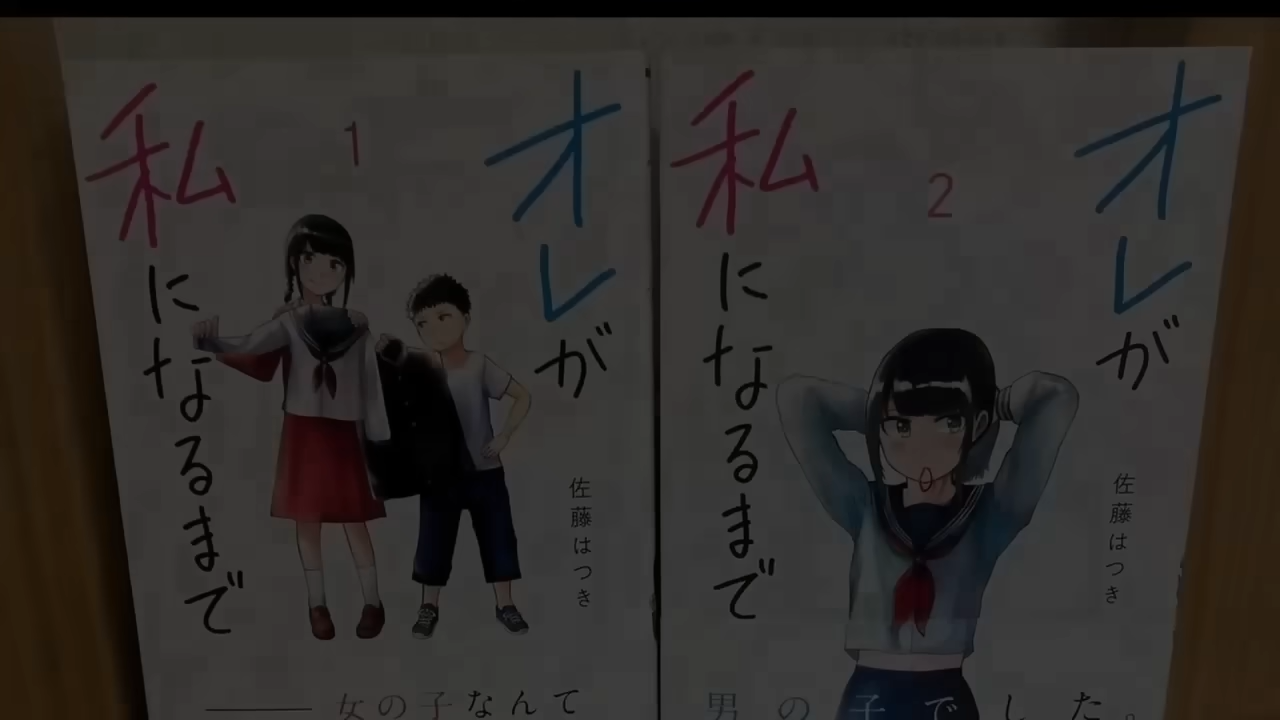 オレが
私になるまで
1
佐藤はつき
──女の子なんて
オレが
私になるまで
2
佐藤はつき
男の子でした。